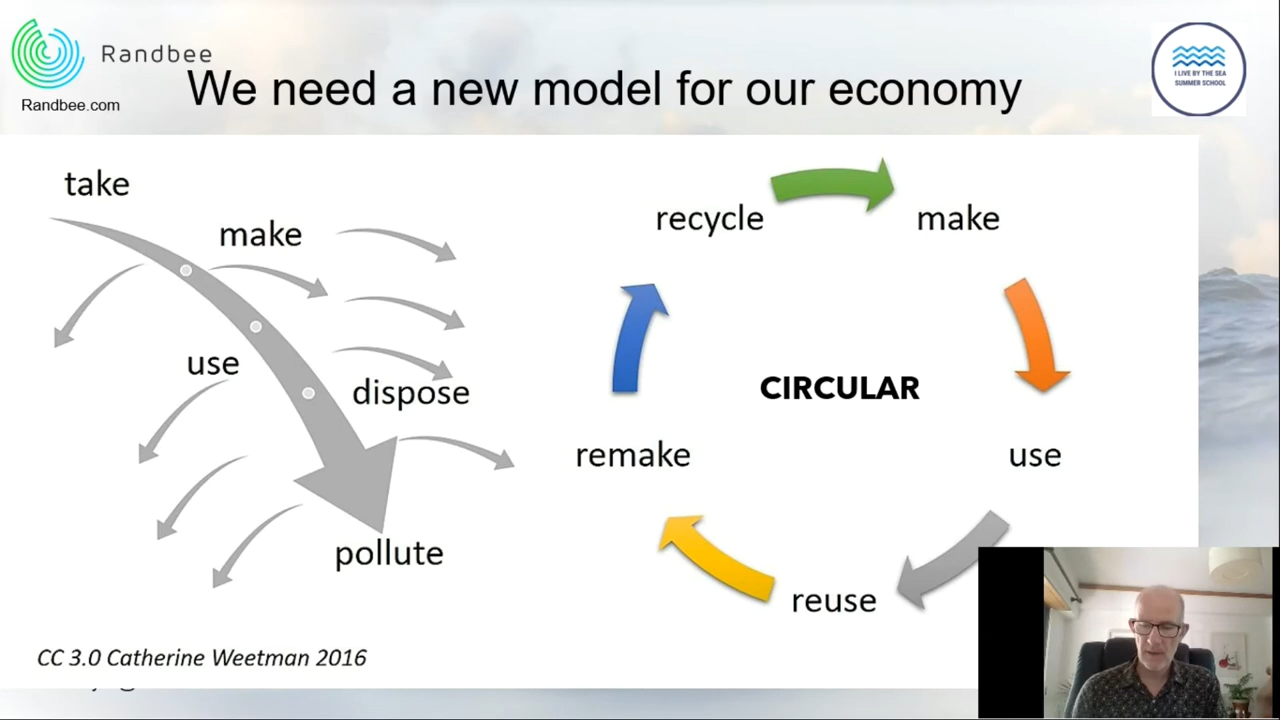 Randbee
Randbee.com
We need a new model for our economy
I LIVE BY THE SEA
SUMMER SCHOOL
take
make
use
dispose
pollute
recycle
make
CIRCULAR
remake
use
reuse
CC 3.0 Catherine Weetman 2016